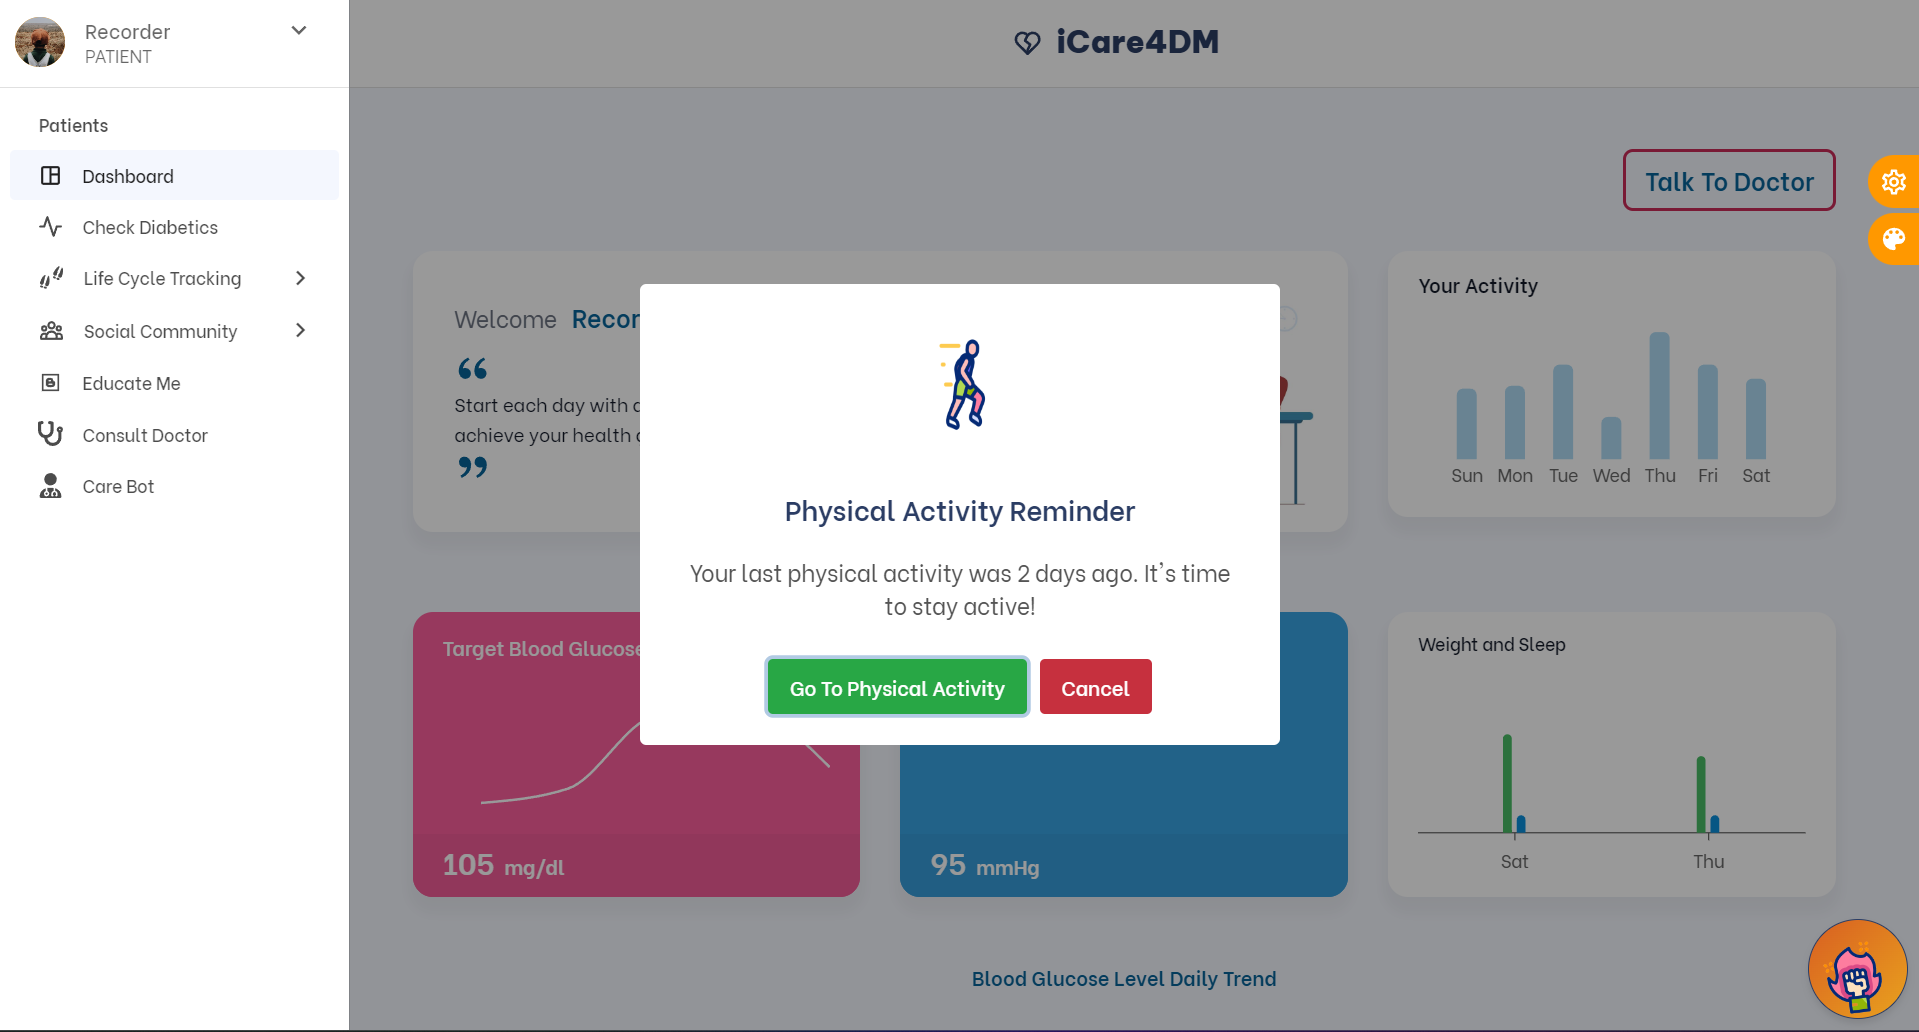 Recorder
PATIENT
Patients
Dashboard
Check Diabetics
Life Cycle Tracking
Social Community
Educate Me
Consult Doctor
Care Bot
iCare4DM
Talk To Doctor
Welcome
Start each day with
achieve your health
Your Activity
Sun Mon Tue Wed Thu Fri Sat
Physical Activity Reminder
Your last physical activity was 2 days ago. It's time
to stay active!
Go To Physical Activity Cancel
Target Blood Glucose
105 mg/dl
95 mmHg
Weight and Sleep
Sat Thu
Blood Glucose Level Daily Trend